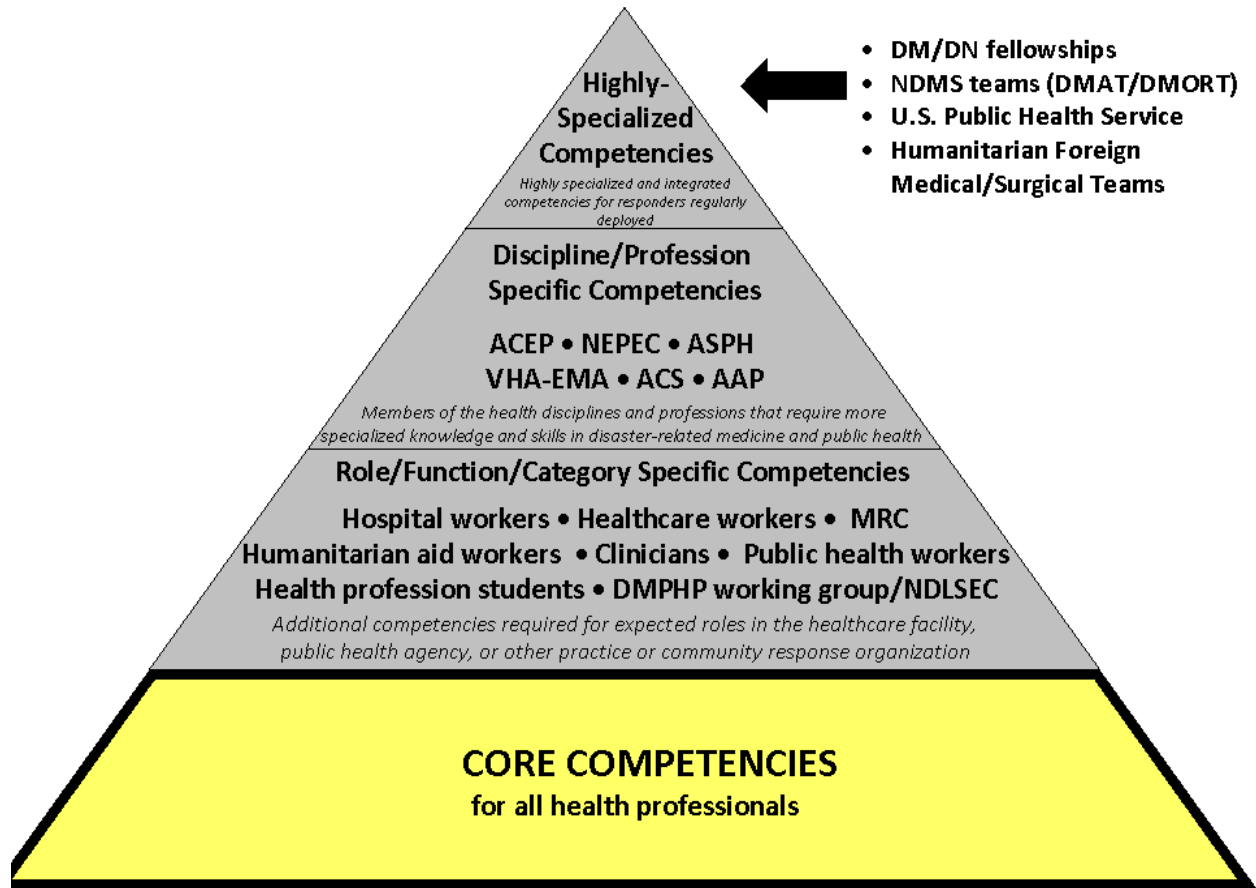 Highly-
Specialized
Competencies
Highly specialized and integrated
competencies for responders regularly
deployed
• DM/DN fellowships
• NDMS teams (DMAT/DMORT)
• U.S. Public Health Service
• Humanitarian Foreign
Medical/Surgical Teams
Discipline/Profession
Specific Competencies
ACEP • NEPEC • ASPH
VHA-EMA • ACS • AAP
Members of the health disciplines and professions that require more
specialized knowledge and skills in disaster-related medicine and public health
Role/Function/Category Specific Competencies
Hospital workers • Healthcare workers • MRC
Humanitarian aid workers • Clinicians • Public health workers
Health profession students • DMPHP working group/NDLSEC
Additional competencies required for expected roles in the healthcare facility,
public health agency, or other practice or community response organization
CORE COMPETENCIES
for all health professionals